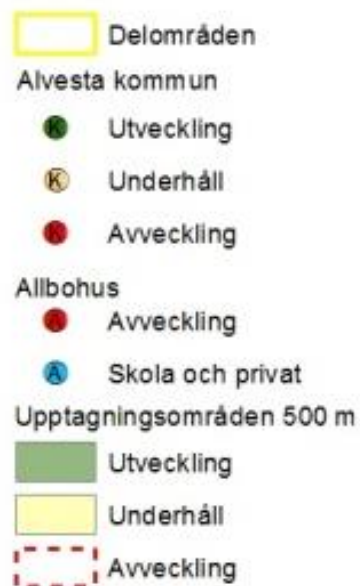 Delområden
Alvesta kommun
K Utveckling
K Underhåll
K Avveckling
Allbohus
A Avveckling
A Skola och privat
Upptagningsområden 500 m
Utveckling
Underhåll
Avveckling